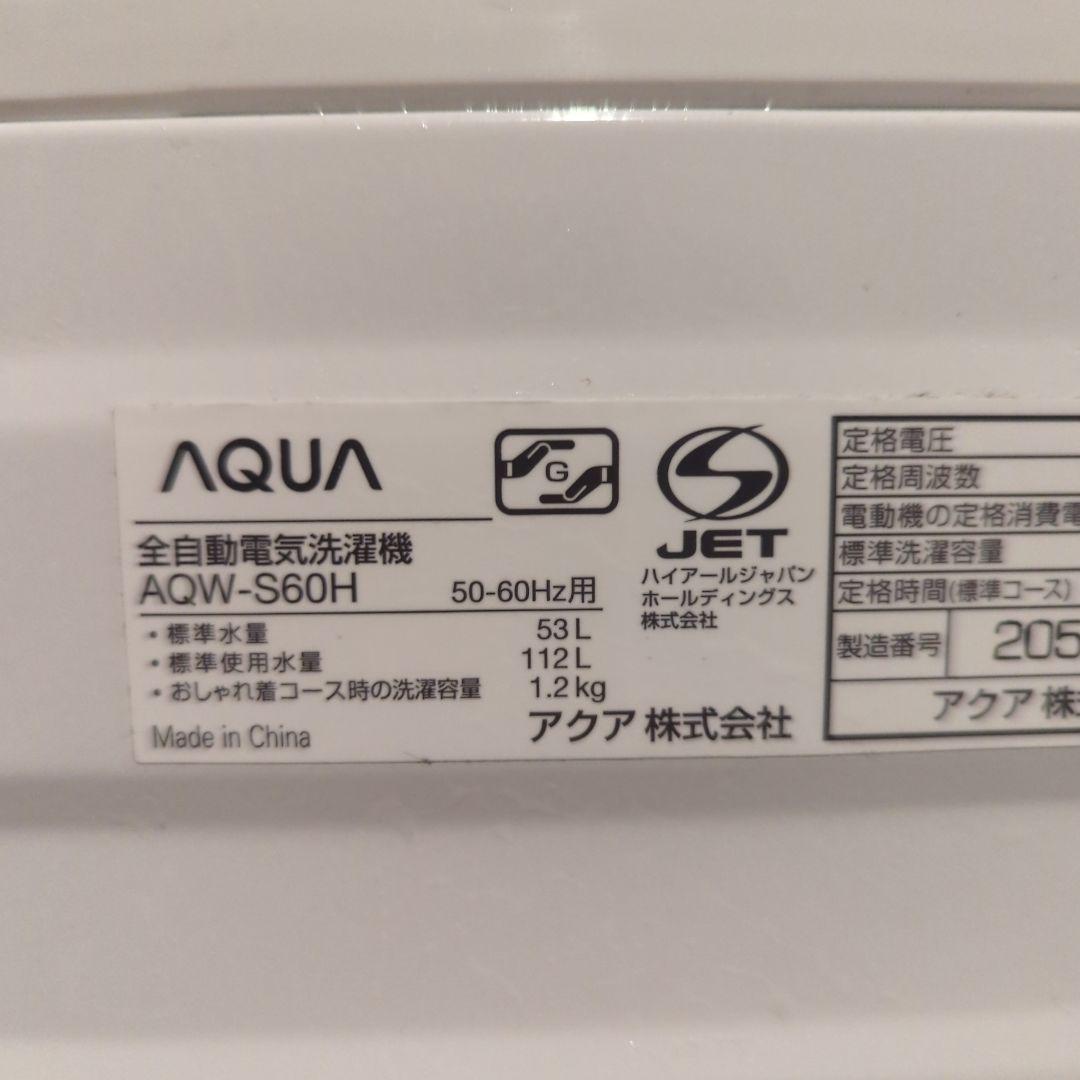 AQUA
全自動電気洗濯機
AQW-S60H 50-60Hz用
・標準水量 53L
・標準使用水量 112L
・おしゃれ着コース時の洗濯容量 1.2kg
Made in China
アクア 株式会社
G
JET
ハイアールジャパン
ホールディングス
株式会社
定格電圧
定格周波数
電動機の定格消費電
標準洗濯容量
定格時間(標準コース)
製造番号 205
アクア 株